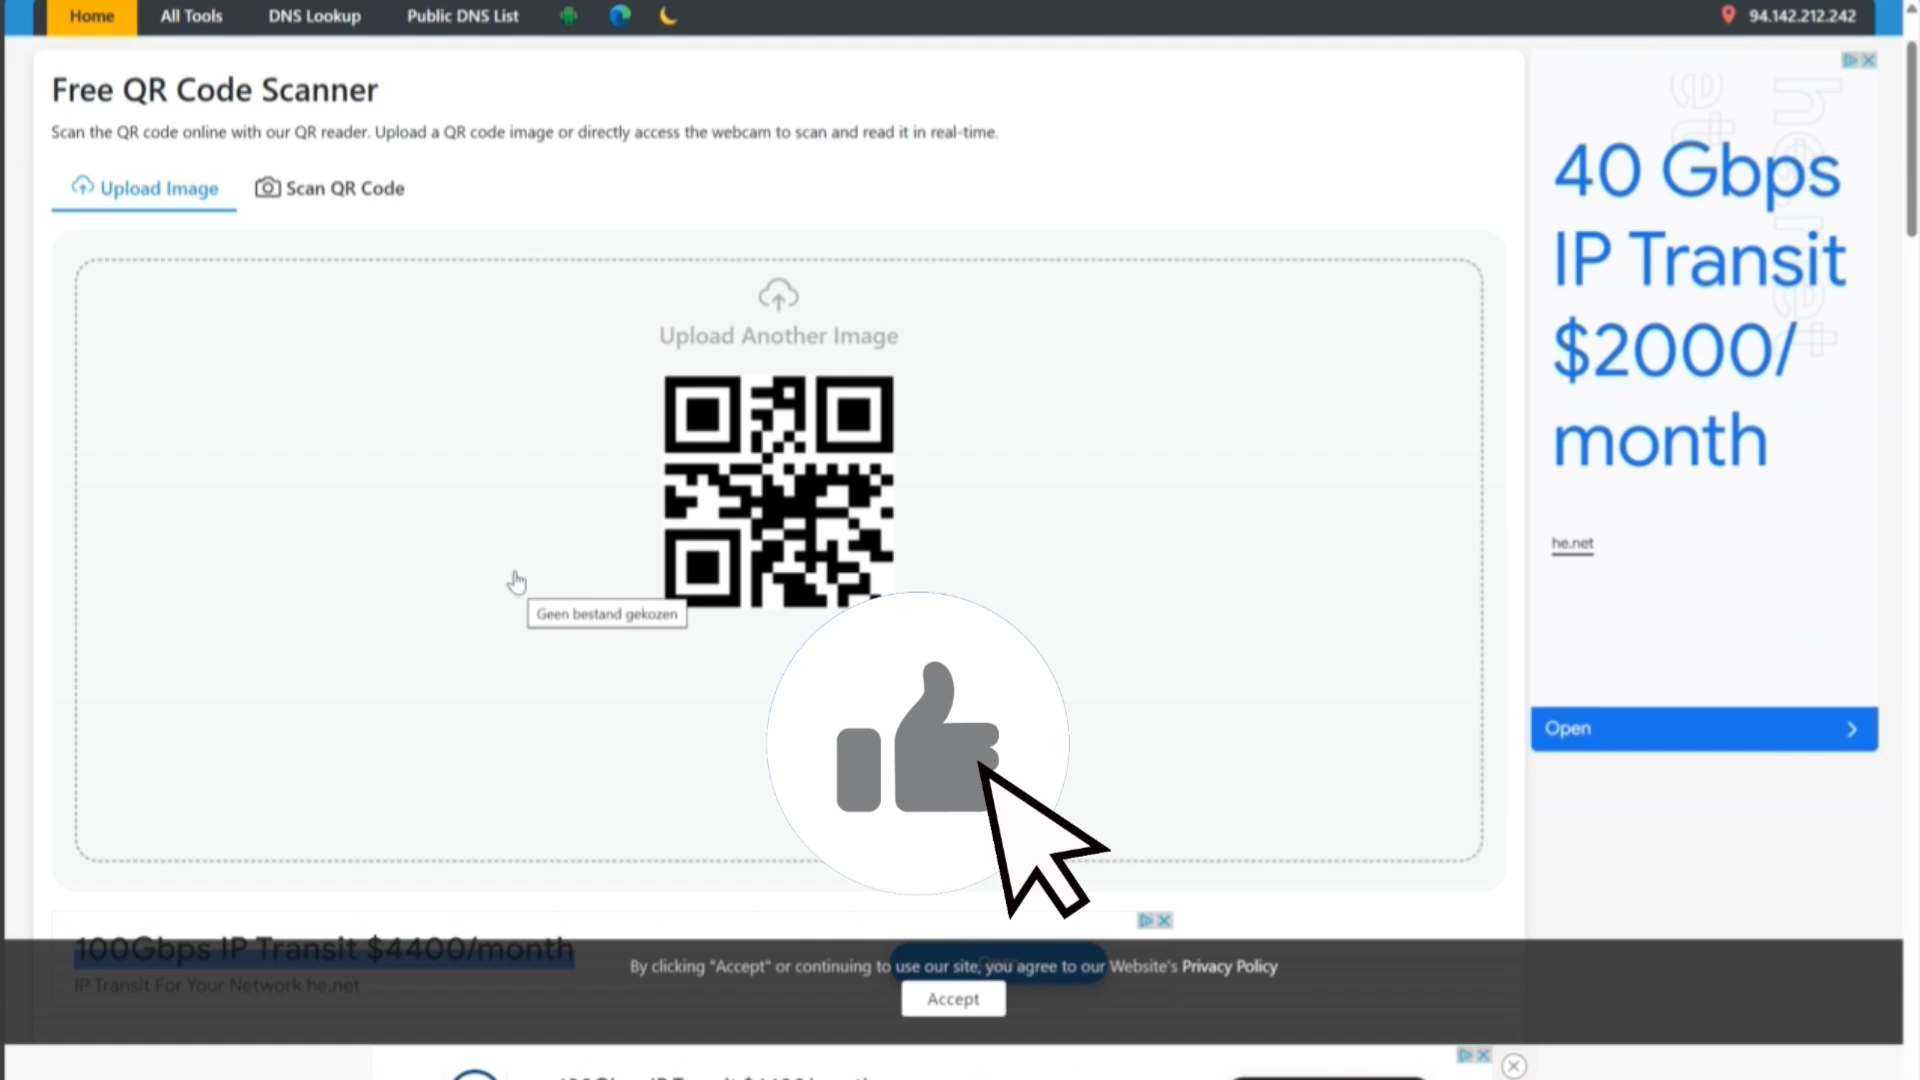 Home All Tools DNS Lookup Public DNS List 94.142.212.242
Free QR Code Scanner
Scan the QR code online with our QR reader. Upload a QR code image or directly access the webcam to scan and read it in real-time.
Upload Image Scan QR Code
Upload Another Image
Geen bestand gekozen
he.net
40 Gbps
IP Transit
$2000/
month
he.net
Open
100Gbps IP Transit $4400/month
IP Transit For Your Network he.net
By clicking "Accept" or continuing to use our site, you agree to our Website's Privacy Policy
Accept